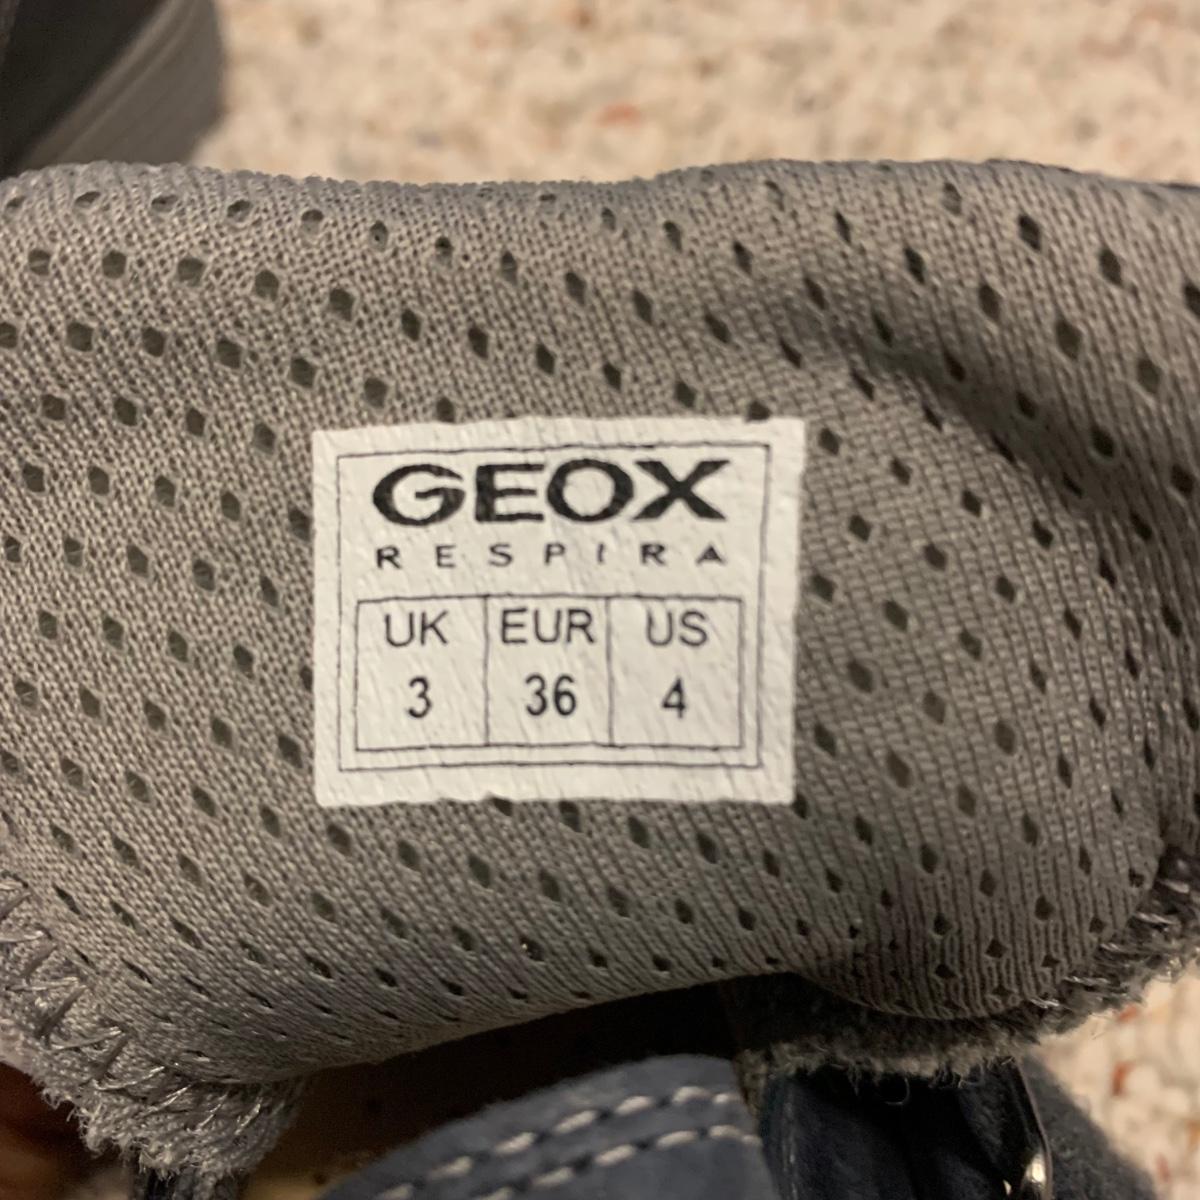 GEOX
RESPIRA
UK EUR US
3 36 4